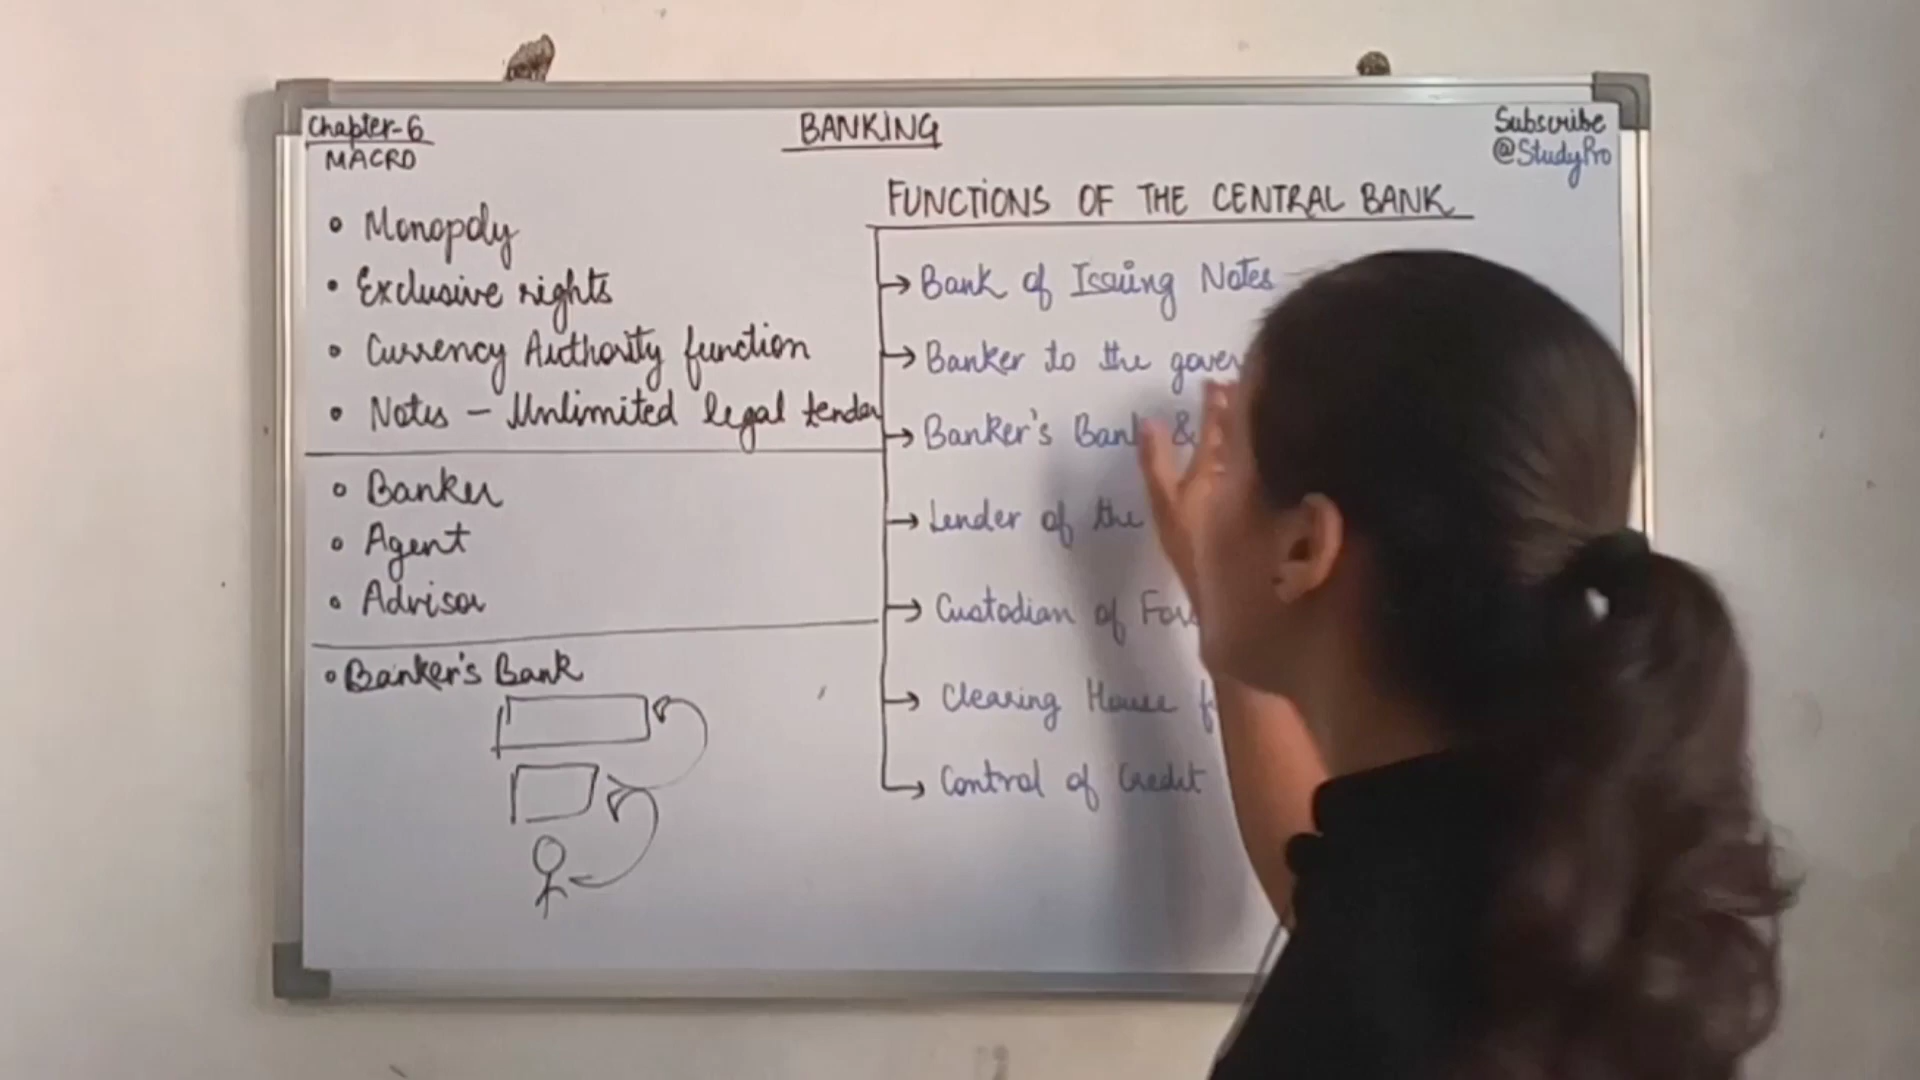 Chapter-6
MACRO
BANKING
Subscribe
@StudyPro
• Monopoly
• Exclusive rights
• Currency Authority function
• Notes - Unlimited legal tender
• Banker
• Agent
• Advisor
• Banker's Bank
FUNCTIONS OF THE CENTRAL BANK
→ Bank of Issuing Notes
→ Banker to the
→ Banker's Bank &
→ Lender of the
→ Custodian of
→ Clearing House
→ Control of Credit